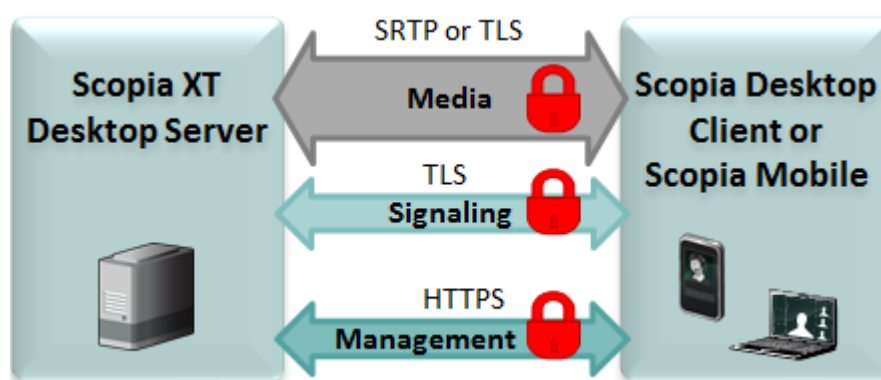 Scopia XT
Desktop Server
SRTP or TLS
Media
TLS
Signaling
HTTPS
Management
Scopia Desktop
Client or
Scopia Mobile